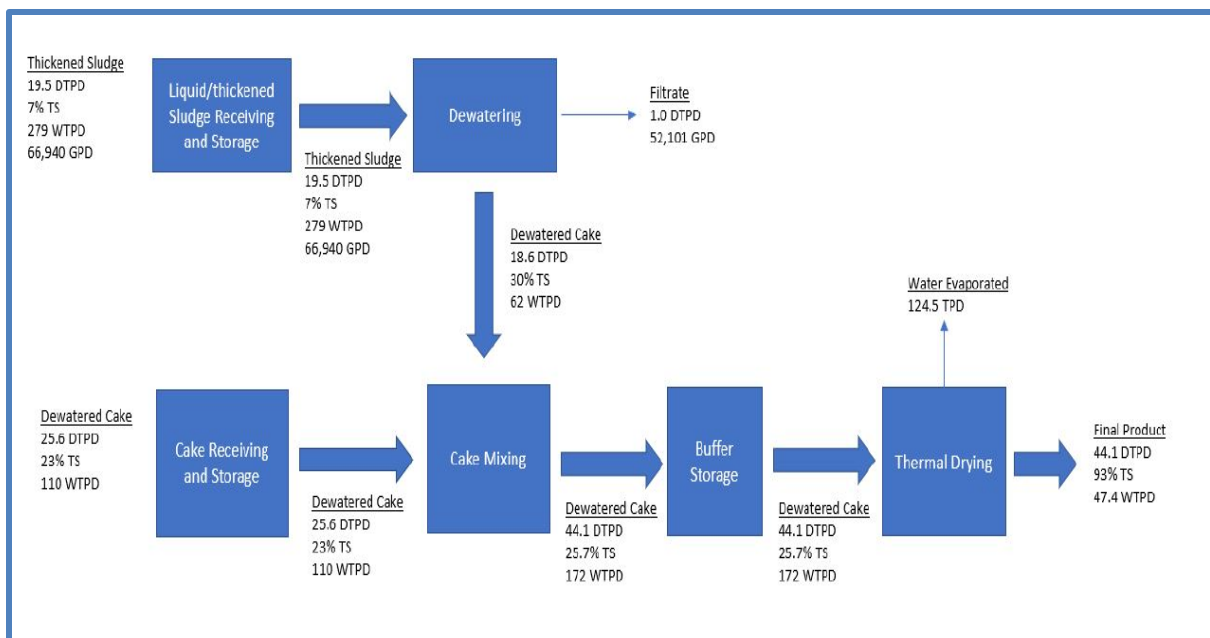 Thickened Sludge
19.5 DTPD
7% TS
279 WTPD
66,940 GPD
Liquid/thickened
Sludge Receiving
and Storage
Thickened Sludge
19.5 DTPD
7% TS
279 WTPD
66,940 GPD
Dewatering
Filtrate
1.0 DTPD
52,101 GPD
Dewatered Cake
18.6 DTPD
30% TS
62 WTPD
Water Evaporated
124.5 TPD
Dewatered Cake
25.6 DTPD
23% TS
110 WTPD
Cake Receiving
and Storage
Dewatered Cake
25.6 DTPD
23% TS
110 WTPD
Cake Mixing
Dewatered Cake
44.1 DTPD
25.7% TS
172 WTPD
Buffer
Storage
Dewatered Cake
44.1 DTPD
25.7% TS
172 WTPD
Thermal Drying
Final Product
44.1 DTPD
93% TS
47.4 WTPD